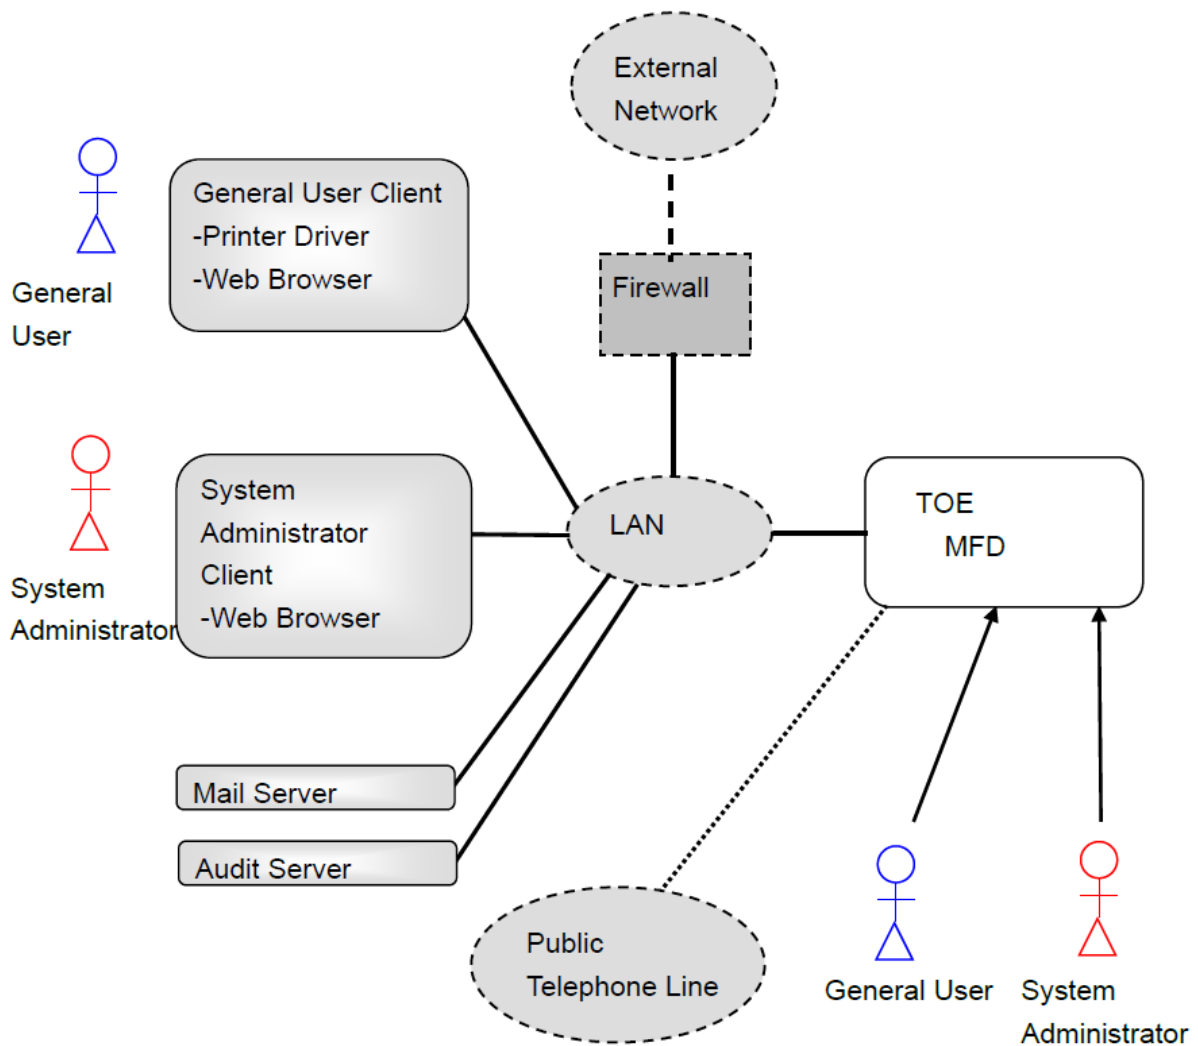 External
Network
General User Client
-Printer Driver
-Web Browser
General
User
Firewall
System
Administrator
Client
-Web Browser
System
Administrator
LAN
TOE
MFD
Mail Server
Audit Server
Public
Telephone Line
General User
System
Administrator